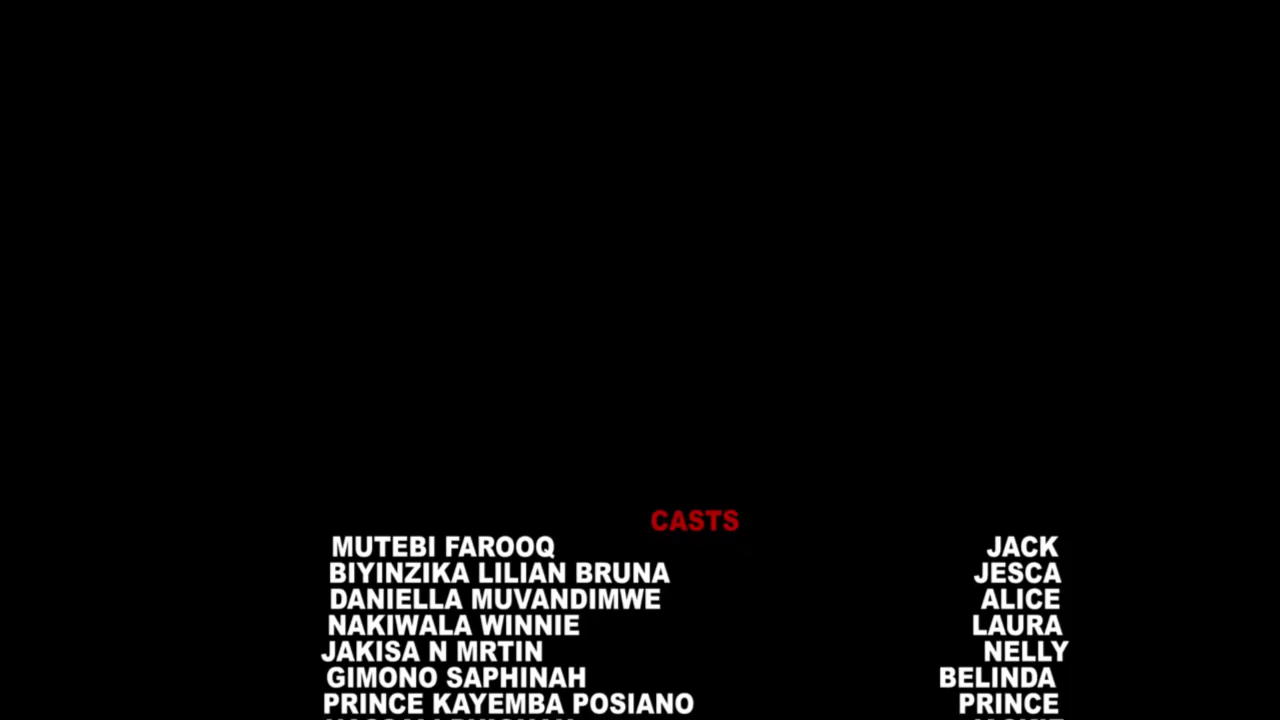 CASTS
MUTEBI FAROOQ JACK
BIYINZIKA LILIAN BRUNA JESCA
DANIELLA MUVANDIMWE ALICE
NAKIWALA WINNIE LAURA
JAKISA N MRTIN NELLY
GIMONO SAPHINAH BELINDA
PRINCE KAYEMBA POSIANO PRINCE